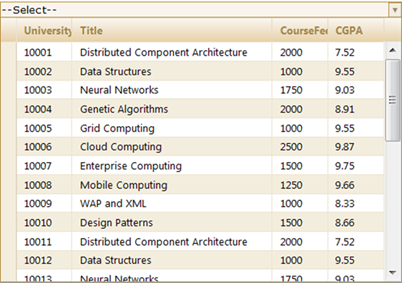 --Select--
University Title CourseFee CGPA
10001 Distributed Component Architecture 2000 7.52
10002 Data Structures 1000 9.55
10003 Neural Networks 1750 9.03
10004 Genetic Algorithms 2000 8.91
10005 Grid Computing 1000 9.55
10006 Cloud Computing 2500 9.87
10007 Enterprise Computing 1500 9.75
10008 Mobile Computing 1250 9.66
10009 WAP and XML 1000 8.33
10010 Design Patterns 1500 8.66
10011 Distributed Component Architecture 2000 7.52
10012 Data Structures 1000 9.55
10013 Neural Networks 1750 9.03